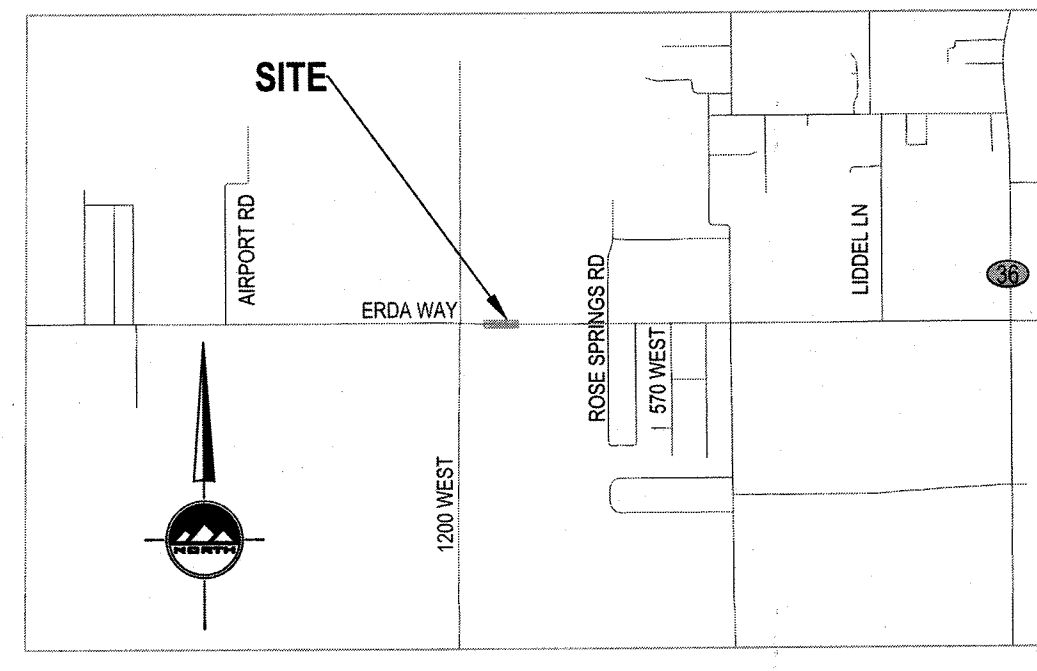 SITE
AIRPORT RD
ERDA WAY
ROSE SPRINGS RD
570 WEST
LIDDEL LN
36
1200 WEST
NORTH